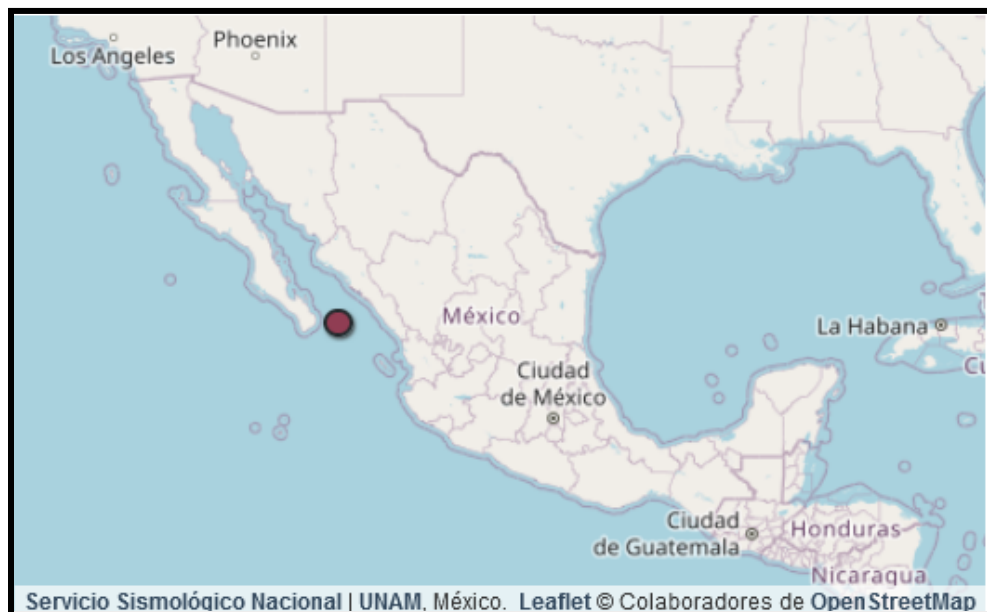 Phoenix
Los Angeles
México
La Habana
Ciudad
de México
Ciudad
de Guatemala
Honduras
Nicaragua
Servicio Sismológico Nacional | UNAM, México. Leaflet © Colaboradores de OpenStreetMap